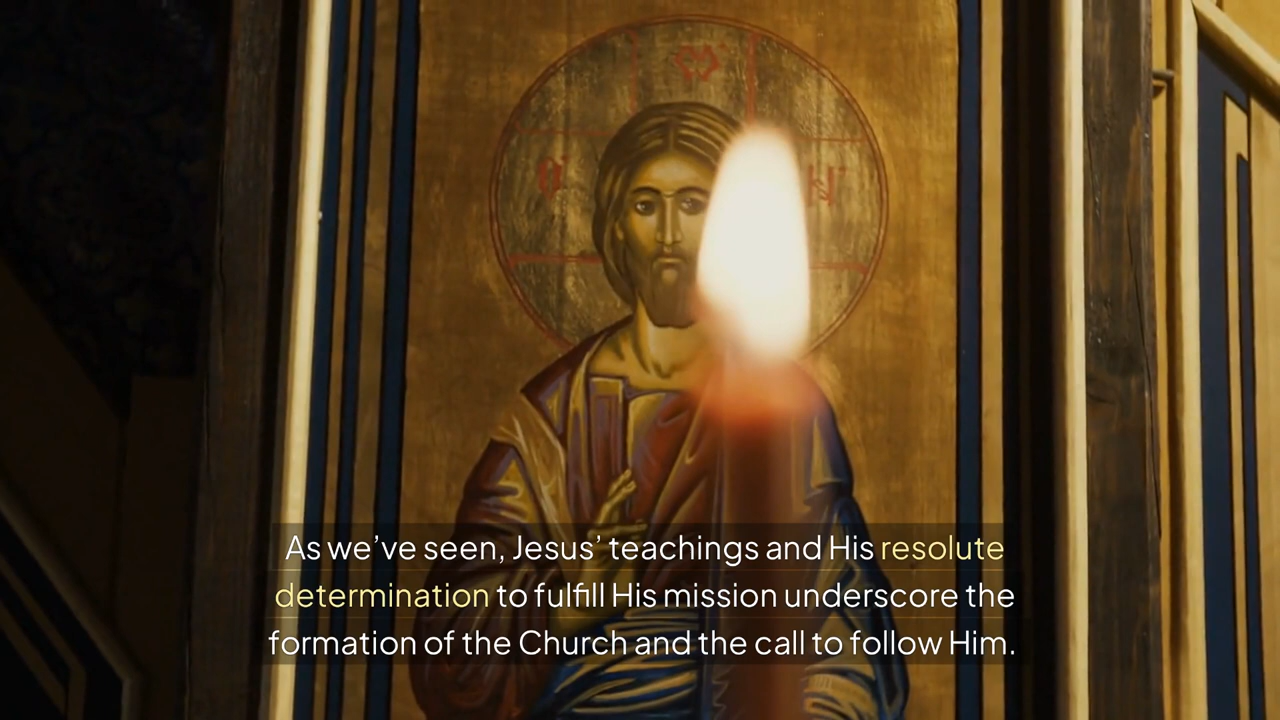 As we’ve seen, Jesus’ teachings and His resolute
determination to fulfill His mission underscore the
formation of the Church and the call to follow Him.